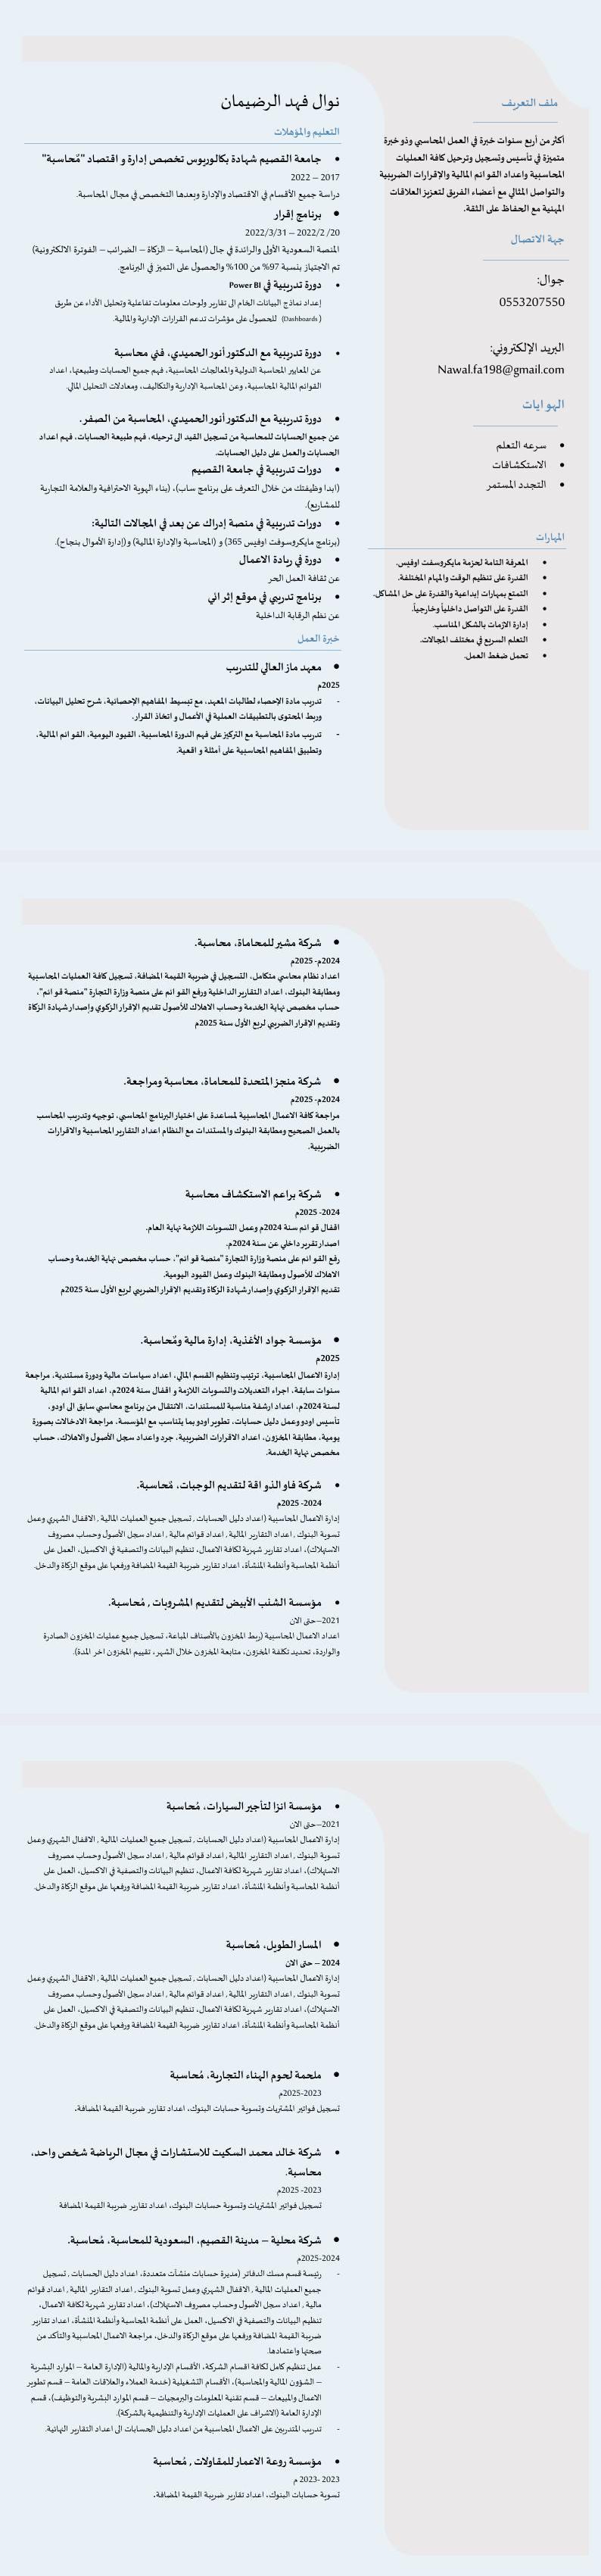 ملف التعريف
أكثر من أربع سنوات خبرة في العمل المحاسبي وذو خبرة
متميزة في تأسيس وتسجيل وترحيل كافة العمليات
المحاسبية واعداد القوائم المالية والإقرارات الضريبية
والتواصل المثالي مع أعضاء الفريق لتعزيز العلاقات
المهنية مع الحفاظ على الثقة.
جهة الاتصال
جوال:
0553207550
البريد الإلكتروني:
Nawal.fa198@gmail.com
الهوايات
• سرعه التعلم
• الاستكشافات
• التجدد المستمر
المهارات
• المعرفة التامة لحزمة مايكروسفت اوفيس.
• القدرة على تنظيم الوقت والمهام المختلفة.
• التمتع بمهارات إبداعية والقدرة على حل المشاكل.
• القدرة على التواصل داخلياً وخارجياً.
• إدارة الازمات بالشكل المناسب.
• التعلم السريع في مختلف المجالات.
• تحمل ضغط العمل.
نوال فهد الرضيمان
التعليم والمؤهلات
• جامعة القصيم شهادة بكالوريوس تخصص إدارة و اقتصاد "مٌحاسبة"
2017 – 2022
دراسة جميع الأقسام في الاقتصاد والإدارة وبعدها التخصص في مجال المحاسبة.
• برنامج إقرار
20/ 2022/2 – 2022/3/31
المنصة السعودية الأولى والرائدة في جال (المحاسبة – الزكاة – الضرائب – الفوترة الالكترونية)
تم الاجتياز بنسبة 97% من 100% والحصول على التميز في البرنامج.
• دورة تدريبية في Power BI
إعداد نماذج البيانات الخام الى تقارير ولوحات معلومات تفاعلية وتحليل الأداء عن طريق
( Dashboards) للحصول على مؤشرات تدعم القرارات الإدارية والمالية.
• دورة تدريبية مع الدكتور أنور الحميدي، فني محاسبة
عن المعايير المحاسبة الدولية والمعالجات المحاسبية، فهم جميع الحسابات وطبيعتها، اعداد
القوائم المالية المحاسبية، وعن المحاسبة الإدارية والتكاليف، ومعادلات التحليل المالي.
• دورة تدريبية مع الدكتور أنور الحميدي، المحاسبة من الصفر .
عن جميع الحسابات للمحاسبة من تسجيل القيد الى ترحيله، فهم طبيعة الحسابات، فهم اعداد
الحسابات والعمل على دليل الحسابات.
• دورات تدريبية في جامعة القصيم
(ابدا وظيفتك من خلال التعرف على برنامج ساب)، (بناء الهوية الاحترافية والعلامة التجارية
للمشاريع).
• دورات تدريبية في منصة إدراك عن بعد في المجالات التالية:
(برنامج مايكروسوفت اوفيس 365) و (المحاسبة والإدارة المالية) و(إدارة الأموال بنجاح).
• دورة في ريادة الاعمال
عن ثقافة العمل الحر
• برنامج تدريبي في موقع إثرائي
عن نظم الرقابة الداخلية
خبرة العمل
• معهد ماز العالي للتدريب
2025م
- تدريب مادة الإحصاء لطالبات المعهد، مع تبسيط المفاهيم الإحصائية، شرح تحليل البيانات،
وربط المحتوى بالتطبيقات العملية في الأعمال و اتخاذ القرار.
- تدريب مادة المحاسبة مع التركيز على فهم الدورة المحاسبية، القيود اليومية، القوائم المالية،
وتطبيق المفاهيم المحاسبية على أمثلة واقعية.
• شركة مشير للمحاماة، محاسبة.
2024م- 2025م
اعداد نظام محاسبي متكامل، التسجيل في ضريبة القيمة المضافة، تسجيل كافة العمليات المحاسبية
ومطابقة البنوك، اعداد التقارير الداخلية ورفع القوائم على منصة وزارة التجارة "منصة قوائم"،
حساب مخصص نهاية الخدمة وحساب الاهلاك للأصول تقديم الإقرار الزكوي وإصدار شهادة الزكاة
وتقديم الإقرار الضريبي لربع الأول سنة 2025م
• شركة منجز المتحدة للمحاماة، محاسبة ومراجعة.
2024م- 2025م
مراجعة كافة الاعمال المحاسبية لمساعدة على اختيار البرنامج المحاسبي، توجيه وتدريب المحاسب
بالعمل الصحيح ومطابقة البنوك والمستندات مع النظام اعداد التقارير المحاسبية والاقرارات
الضريبية.
• شركة براعم الاستكشاف محاسبة
2024- 2025م
اقفال قوائم سنة 2024م وعمل التسويات اللازمة نهاية العام.
اصدار تقرير داخلي عن سنة 2024م.
رفع القوائم على منصة وزارة التجارة "منصة قوائم"، حساب مخصص نهاية الخدمة وحساب
الاهلاك للأصول ومطابقة البنوك وعمل القيود اليومية.
تقديم الإقرار الزكوي وإصدار شهادة الزكاة وتقديم الإقرار الضريبي لربع الأول سنة 2025م
• مؤسسة جواد الأغذية، إدارة مالية ومٌحاسبة.
2025م
إدارة الاعمال المحاسبية، ترتيب وتنظيم القسم المالي، اعداد سياسات مالية ودورة مستندية، مراجعة
سنوات سابقة، اجراء التعديلات والتسويات اللازمة و اقفال سنة 2024م، اعداد القوائم المالية
لسنة 2024م، اعداد ارشفة مناسبة للمستندات، الانتقال من برنامج محاسبي سابق الى اودو،
تأسيس اودو وعمل دليل حسابات، تطوير اودو بما يتناسب مع المؤسسة، مراجعة الادخالات بصورة
يومية، مطابقة المخزون، اعداد الاقرارات الضريبية، جرد واعداد سجل الأصول والاهلاك، حساب
مخصص نهاية الخدمة.
• شركة فاو الذواقة لتقديم الوجبات، مٌحاسبة.
2024- 2025م
إدارة الاعمال المحاسبية (اعداد دليل الحسابات , تسجيل جميع العمليات المالية , الاقفال الشهري وعمل
تسوية البنوك , اعداد التقارير المالية , اعداد قوائم مالية , اعداد سجل الأصول وحساب مصروف
الاستهلاك)، اعداد تقارير شهرية لكافة الاعمال، تنظيم البيانات والتصفية في الاكسيل، العمل على
أنظمة المحاسبة وأنظمة المنشأة، اعداد تقارير ضريبة القيمة المضافة ورفعها على موقع الزكاة والدخل.
• مؤسسة الشنب الأبيض لتقديم المشروبات , مٌحاسبة.
2021–حتى الان
اعداد الاعمال المحاسبية (ربط المخزون بالأصناف المباعة، تسجيل جميع عمليات المخزون الصادرة
والواردة، تحديد تكلفة المخزون، متابعة المخزون خلال الشهر، تقييم المخزون اخر المدة).
• مؤسسة انزا لتأجير السيارات، مٌحاسبة
2021–حتى الان
إدارة الاعمال المحاسبية (اعداد دليل الحسابات , تسجيل جميع العمليات المالية , الاقفال الشهري وعمل
تسوية البنوك , اعداد التقارير المالية , اعداد قوائم مالية , اعداد سجل الأصول وحساب مصروف
الاستهلاك)، اعداد تقارير شهرية لكافة الاعمال، تنظيم البيانات والتصفية في الاكسيل، العمل على
أنظمة المحاسبة وأنظمة المنشأة، اعداد تقارير ضريبة القيمة المضافة ورفعها على موقع الزكاة والدخل.
• المسار الطويل، مٌحاسبة
2024 – حتى الان
إدارة الاعمال المحاسبية (اعداد دليل الحسابات , تسجيل جميع العمليات المالية , الاقفال الشهري وعمل
تسوية البنوك , اعداد التقارير المالية , اعداد قوائم مالية , اعداد سجل الأصول وحساب مصروف
الاستهلاك)، اعداد تقارير شهرية لكافة الاعمال، تنظيم البيانات والتصفية في الاكسيل، العمل على
أنظمة المحاسبة وأنظمة المنشأة، اعداد تقارير ضريبة القيمة المضافة ورفعها على موقع الزكاة والدخل.
• ملحمة لحوم الهناء التجارية، مٌحاسبة
2023-2025م
تسجيل فواتير المشتريات وتسوية حسابات البنوك، اعداد تقارير ضريبة القيمة المضافة.
• شركة خالد محمد السكيت للاستشارات في مجال الرياضة شخص واحد،
محاسبة.
2023- 2025م
تسجيل فواتير المشتريات وتسوية حسابات البنوك، اعداد تقارير ضريبة القيمة المضافة
• شركة محلية – مدينة القصيم، السعودية للمحاسبة، مٌحاسبة.
2024-2025م
- رئيسة قسم مسك الدفاتر (مديرة حسابات منشآت متعددة، اعداد دليل الحسابات , تسجيل
جميع العمليات المالية , الاقفال الشهري وعمل تسوية البنوك , اعداد التقارير المالية , اعداد قوائم
مالية , اعداد سجل الأصول وحساب مصروف الاستهلاك)، اعداد تقارير شهرية لكافة الاعمال،
تنظيم البيانات والتصفية في الاكسيل، العمل على أنظمة المحاسبة وأنظمة المنشأة، اعداد تقارير
ضريبة القيمة المضافة ورفعها على موقع الزكاة والدخل، مراجعة الاعمال المحاسبية والتأكد من
صحتها واعتمادها.
- عمل تنظيم كامل لكافة اقسام الشركة، الأقسام الإدارية والمالية (الإدارة العامة – الموارد البشرية
– الشؤون المالية والمحاسبة)، الأقسام التشغيلية (خدمة العملاء والعلاقات العامة – قسم تطوير
الاعمال والمبيعات – قسم تقنية المعلومات والبرمجيات – قسم الموارد البشرية والتوظيف)، قسم
الإدارة العامة (الاشراف على العمليات الإدارية والتنظيمية بالشركة).
- تدريب المتدربين على الاعمال المحاسبية من اعداد دليل الحسابات الى اعداد التقارير النهائية.
• مؤسسة روعة الاعمار للمقاولات , مٌحاسبة
2023 -2023 م
تسوية حسابات البنوك، اعداد تقارير ضريبة القيمة المضافة.